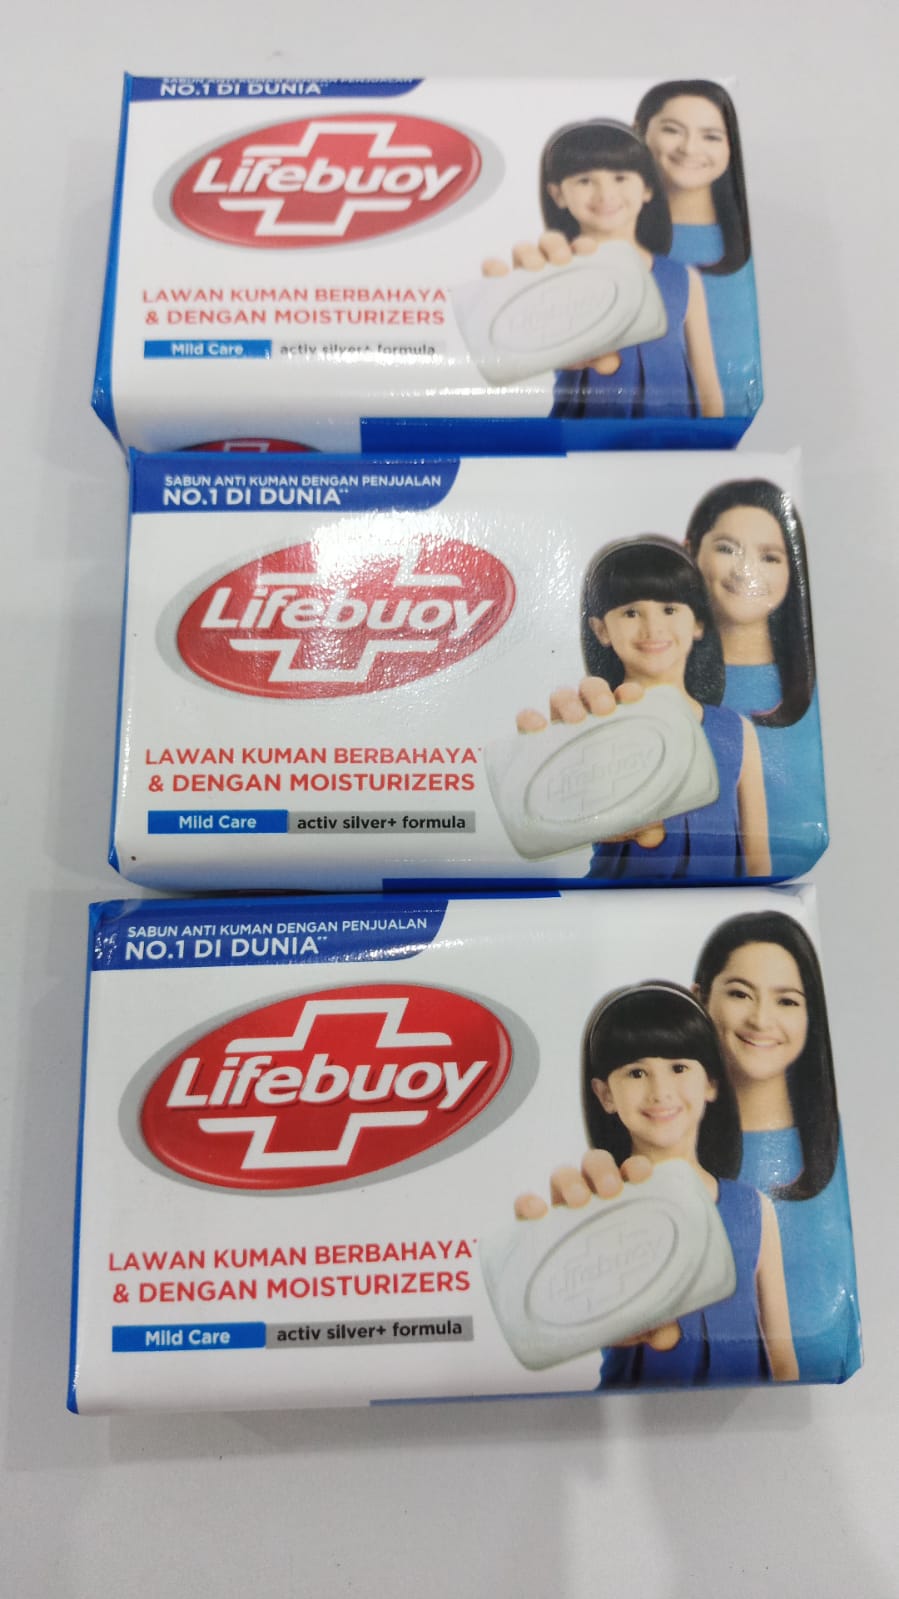 SABUN ANTI KUMAN DENGAN PENJUALAN
NO.1 DI DUNIA**
Lifebuoy
LAWAN KUMAN BERBAHAYA*
& DENGAN MOISTURIZERS
Mild Care activ silver+ formula
Lifebuoy
SABUN ANTI KUMAN DENGAN PENJUALAN
NO.1 DI DUNIA**
Lifebuoy
LAWAN KUMAN BERBAHAYA*
& DENGAN MOISTURIZERS
Mild Care activ silver+ formula
Lifebuoy
SABUN ANTI KUMAN DENGAN PENJUALAN
NO.1 DI DUNIA**
Lifebuoy
LAWAN KUMAN BERBAHAYA*
& DENGAN MOISTURIZERS
Mild Care activ silver+ formula
Lifebuoy